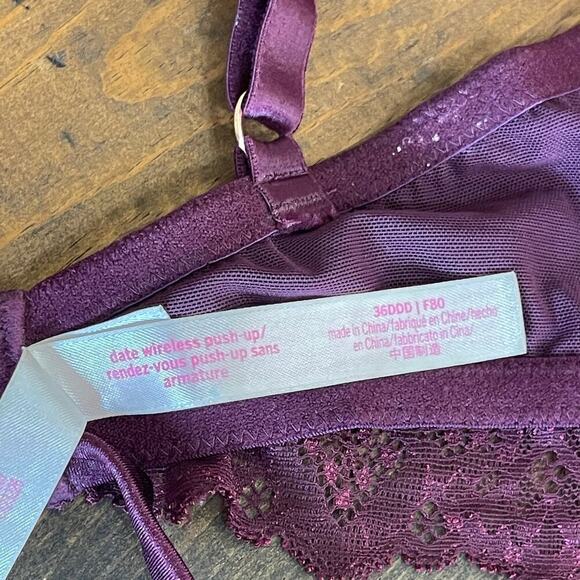 date wireless push-up/
rendez-vous push-up sans
armature
36DDD | F80
made in China/fabriqué en Chine/hecho
en China/fabbricato in Cina/
中国制造